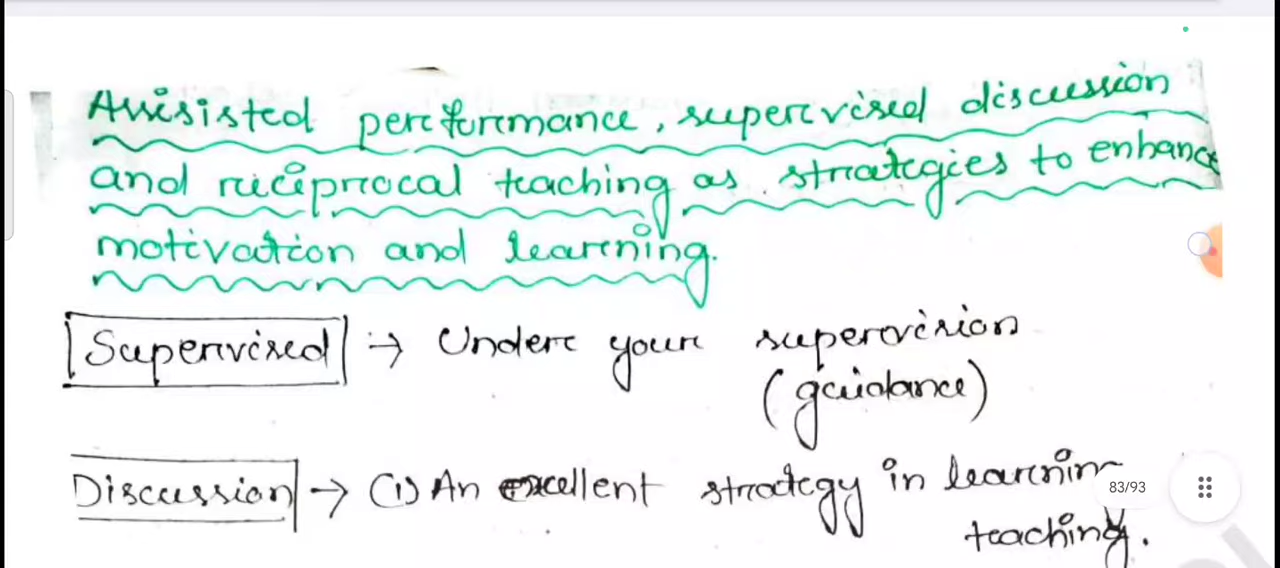 Assisted performance, supervised discussion
and reciprocal teaching as strategies to enhance
motivation and learning.
Supervised → Under your supervision
(guidance)
Discussion → (1) An excellent strategy in learning
teaching.
83/93